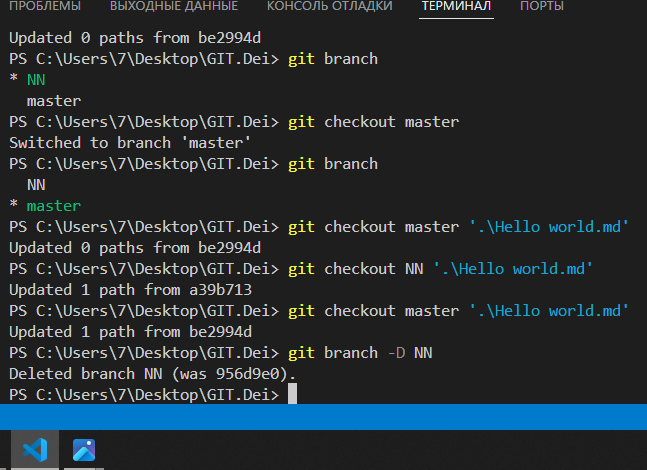 ПРОБЛЕМЫ ВЫХОДНЫЕ ДАННЫЕ КОНСОЛЬ ОТЛАДКИ ТЕРМИНАЛ ПОРТЫ
Updated 0 paths from be2994d
PS C:\Users\7\Desktop\GIT.Dei> git branch
* NN
  master
PS C:\Users\7\Desktop\GIT.Dei> git checkout master
Switched to branch 'master'
PS C:\Users\7\Desktop\GIT.Dei> git branch
  NN
* master
PS C:\Users\7\Desktop\GIT.Dei> git checkout master '.\Hello world.md'
Updated 0 paths from be2994d
PS C:\Users\7\Desktop\GIT.Dei> git checkout NN '.\Hello world.md'
Updated 1 path from a39b713
PS C:\Users\7\Desktop\GIT.Dei> git checkout master '.\Hello world.md'
Updated 1 path from be2994d
PS C:\Users\7\Desktop\GIT.Dei> git branch -D NN
Deleted branch NN (was 956d9e0).
PS C:\Users\7\Desktop\GIT.Dei>